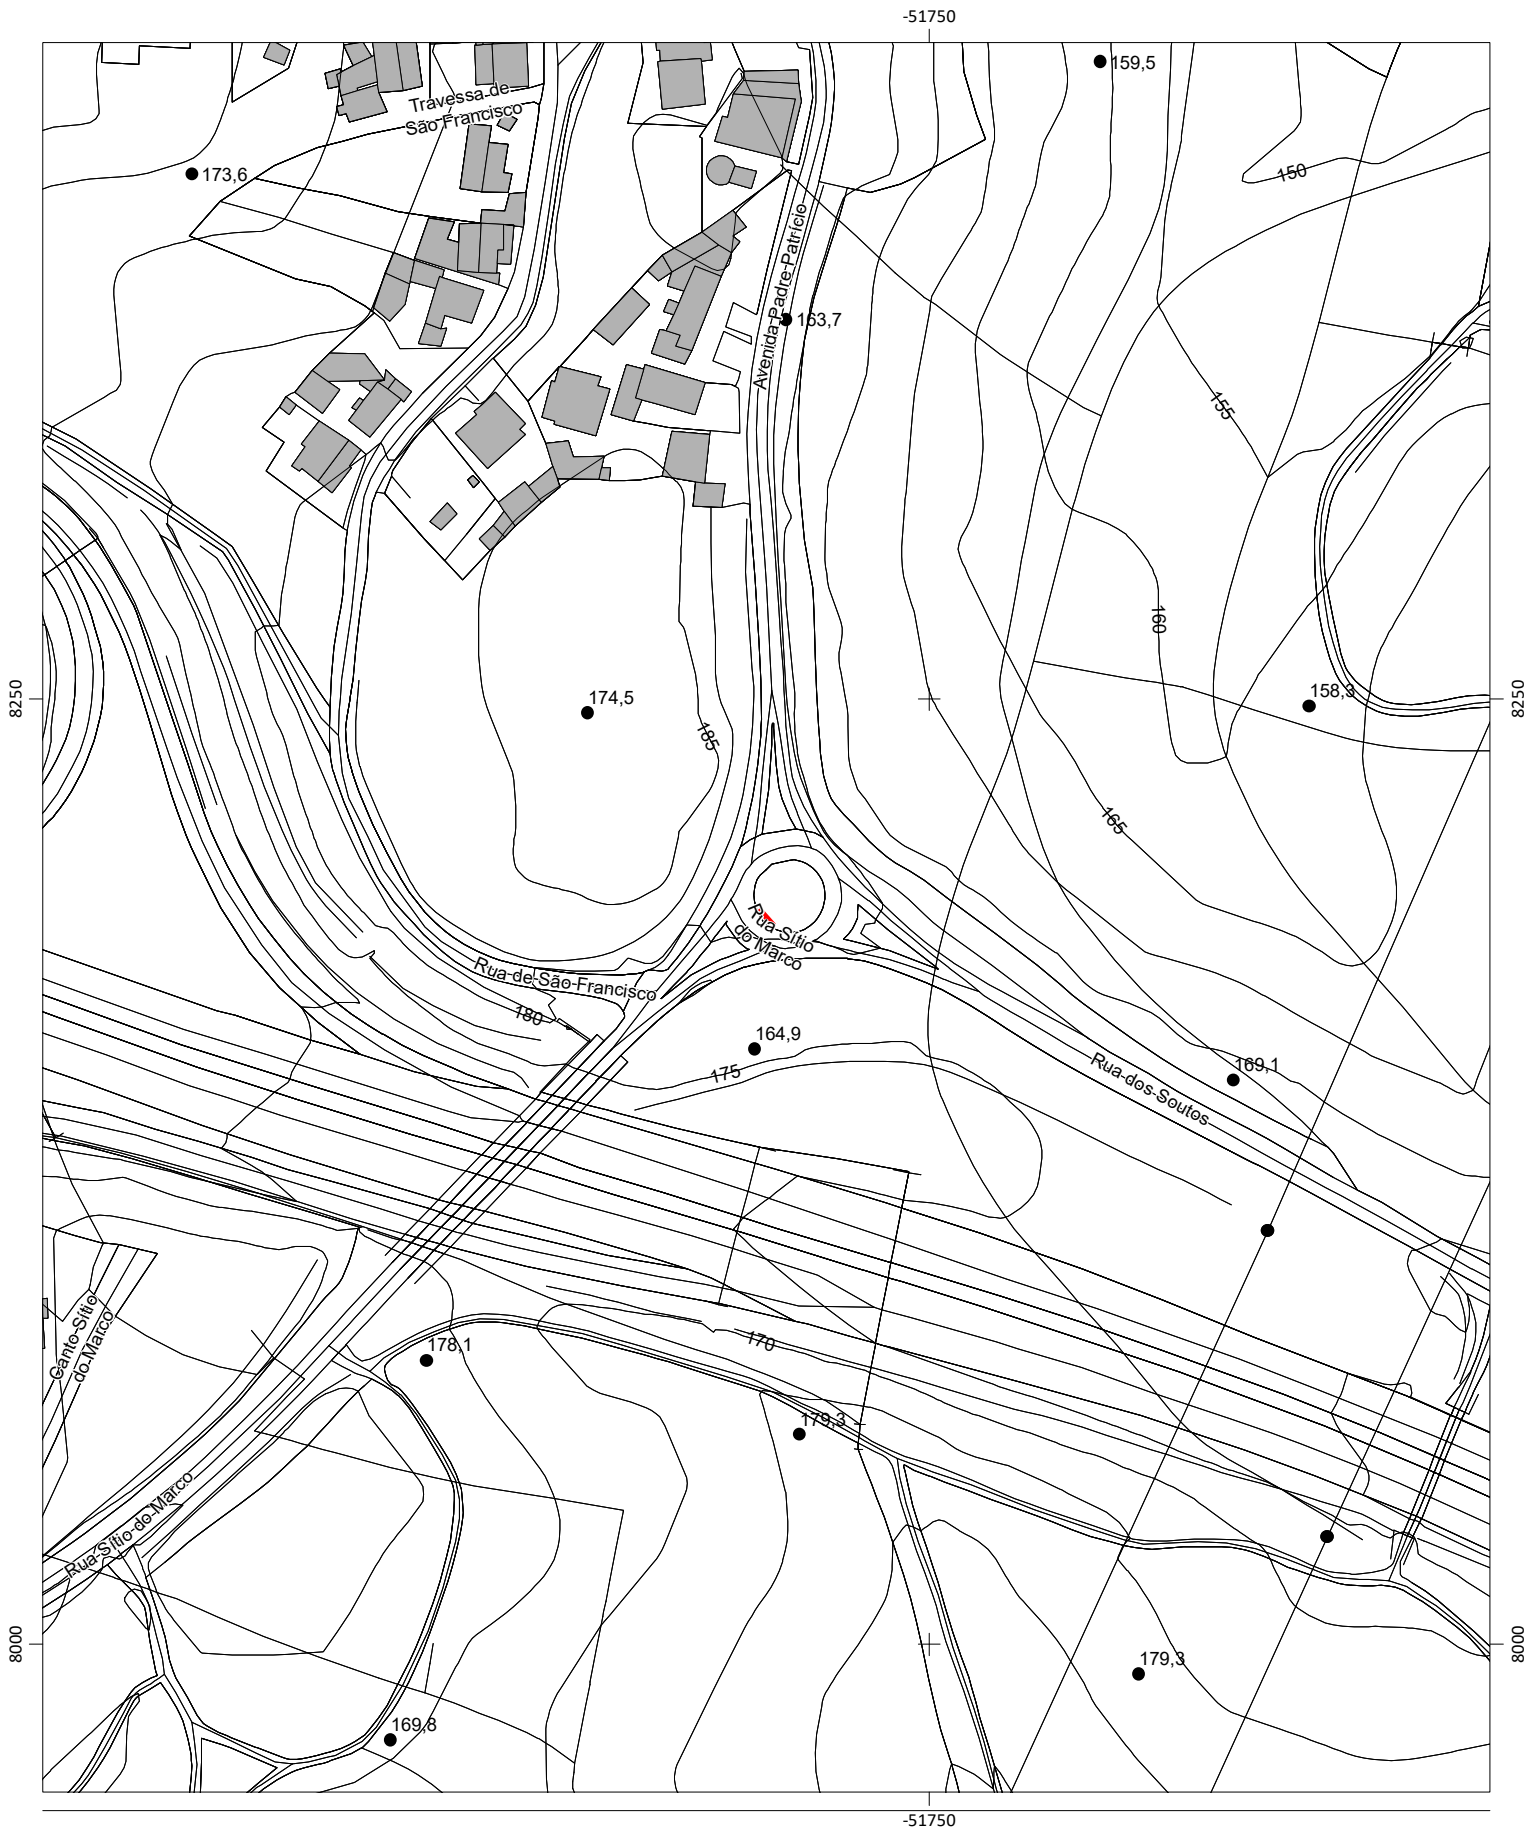 -51750
159,5
Travessa de
São Francisco
173,6
150
Avenida Padre Patrício
163,7
155
160
8250
8250
174,5
158,3
185
165
Rua Sítio
do Marco
Rua de São Francisco
180
164,9
175
169,1
Rua dos Soutos
Canto Sítio
do Marco
178,1
170
179,3
Rua Sítio do Marco
8000
8000
179,3
169,8
-51750